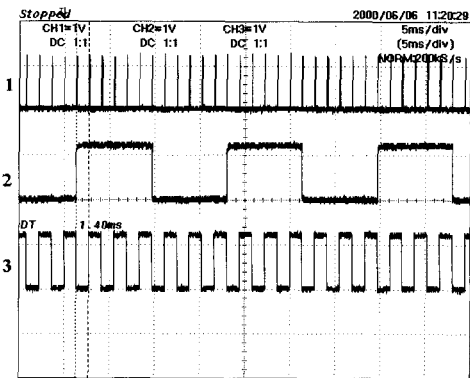 Stopped 2000/06/06 11:20:29
CH1=1V CH2=1V CH3=1V 5ms/div
DC 1:1 DC 1:1 DC 1:1 (5ms/div)
NORM:200kS/s
1
2
DT 1.40ms
3